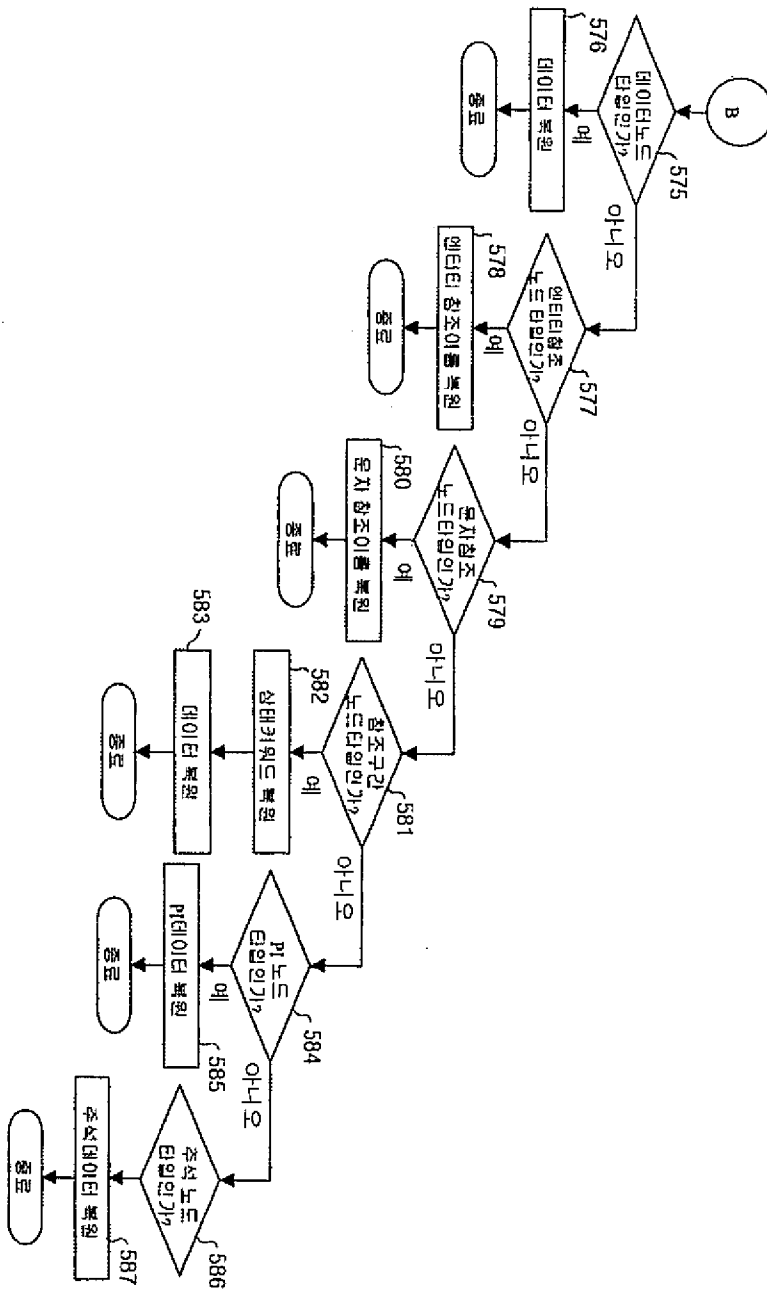 B
데이터노드
타입인가?
575
예
아니오
576
데이터 복원
종료
엔티티참조
노드 타입인가?
577
예
아니오
578
엔티티 참조이름 복원
종료
문자참조
노드타입인가?
579
예
아니오
580
문자 참조이름 복원
종료
참조구간
노드타입인가?
581
예
아니오
582
상태키워드 복원
583
데이터 복원
종료
PI 노드
타입인가?
584
예
아니오
PI데이터 복원
585
종료
주석 노드
타입인가?
586
주석데이터 복원
587
종료